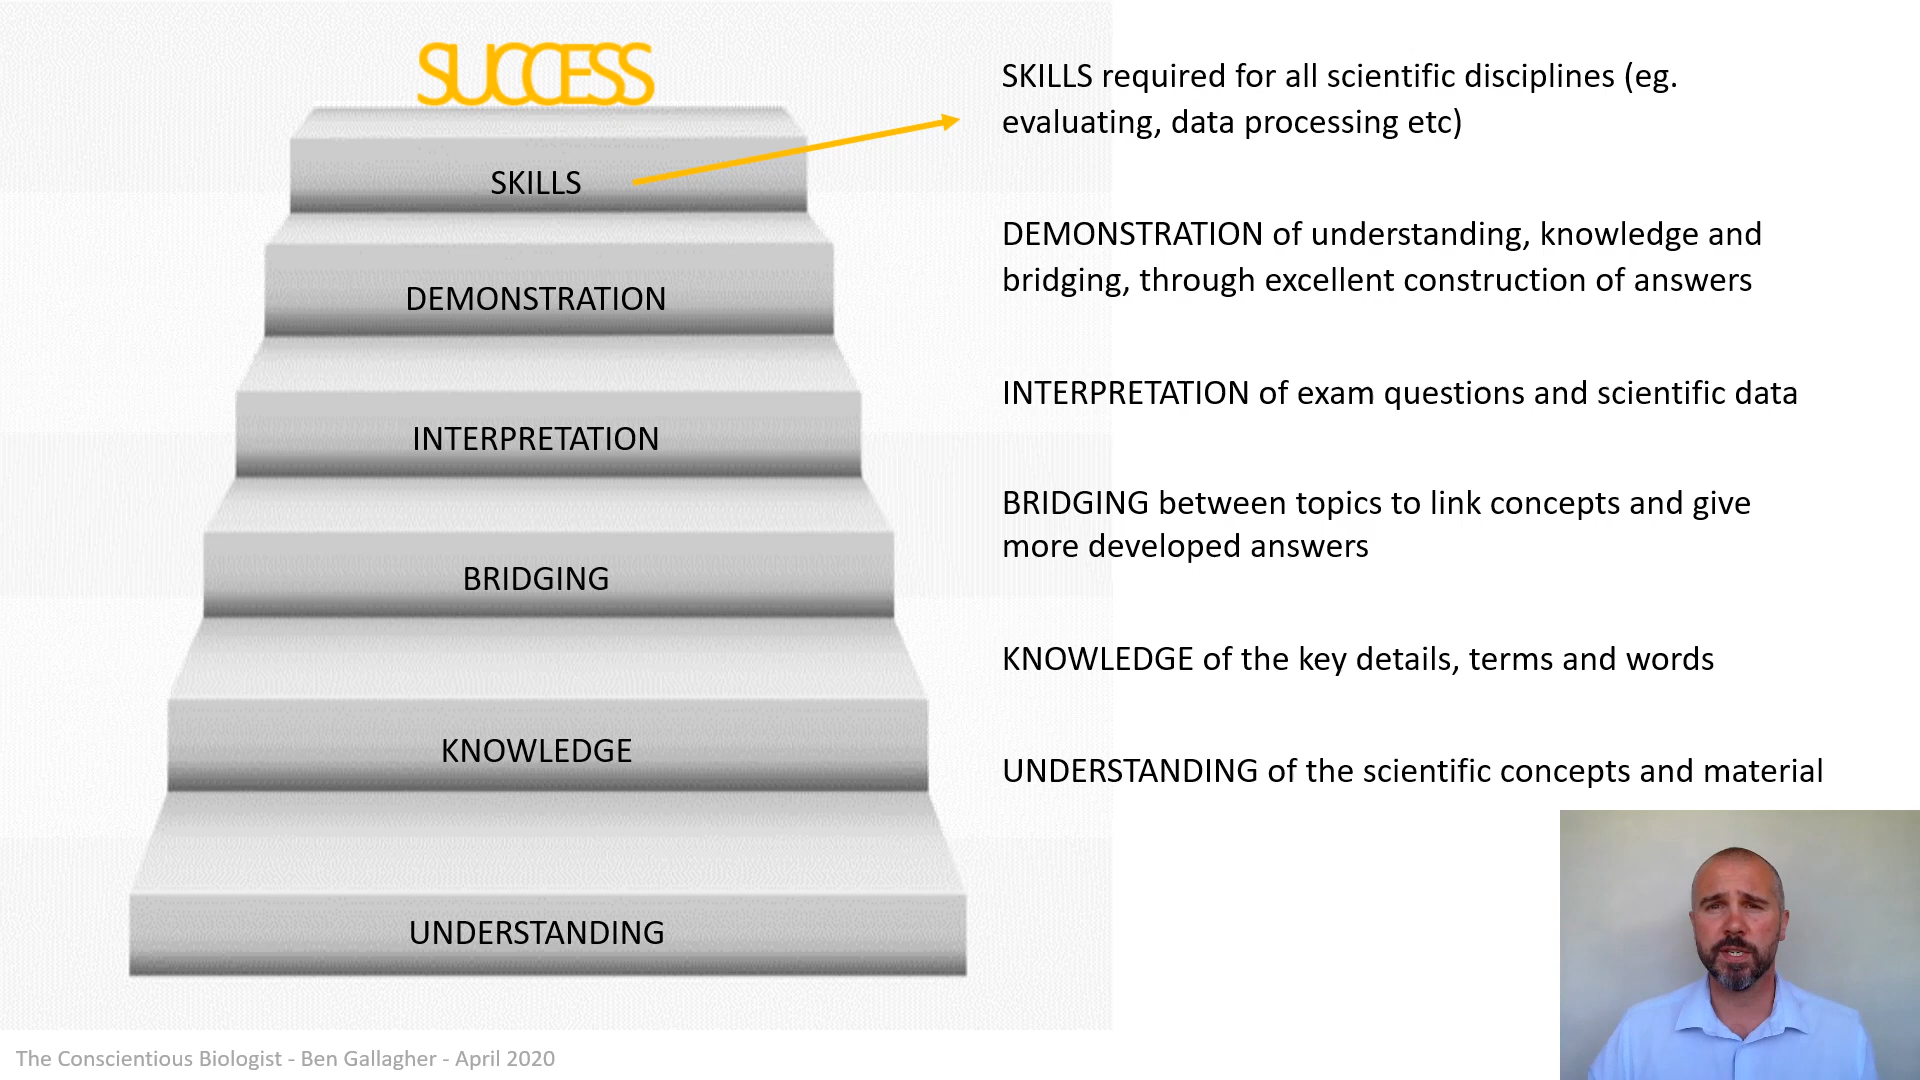 SUCCESS
SKILLS
DEMONSTRATION
INTERPRETATION
BRIDGING
KNOWLEDGE
UNDERSTANDING
SKILLS required for all scientific disciplines (eg.
evaluating, data processing etc)
DEMONSTRATION of understanding, knowledge and
bridging, through excellent construction of answers
INTERPRETATION of exam questions and scientific data
BRIDGING between topics to link concepts and give
more developed answers
KNOWLEDGE of the key details, terms and words
UNDERSTANDING of the scientific concepts and material
The Conscientious Biologist - Ben Gallagher - April 2020